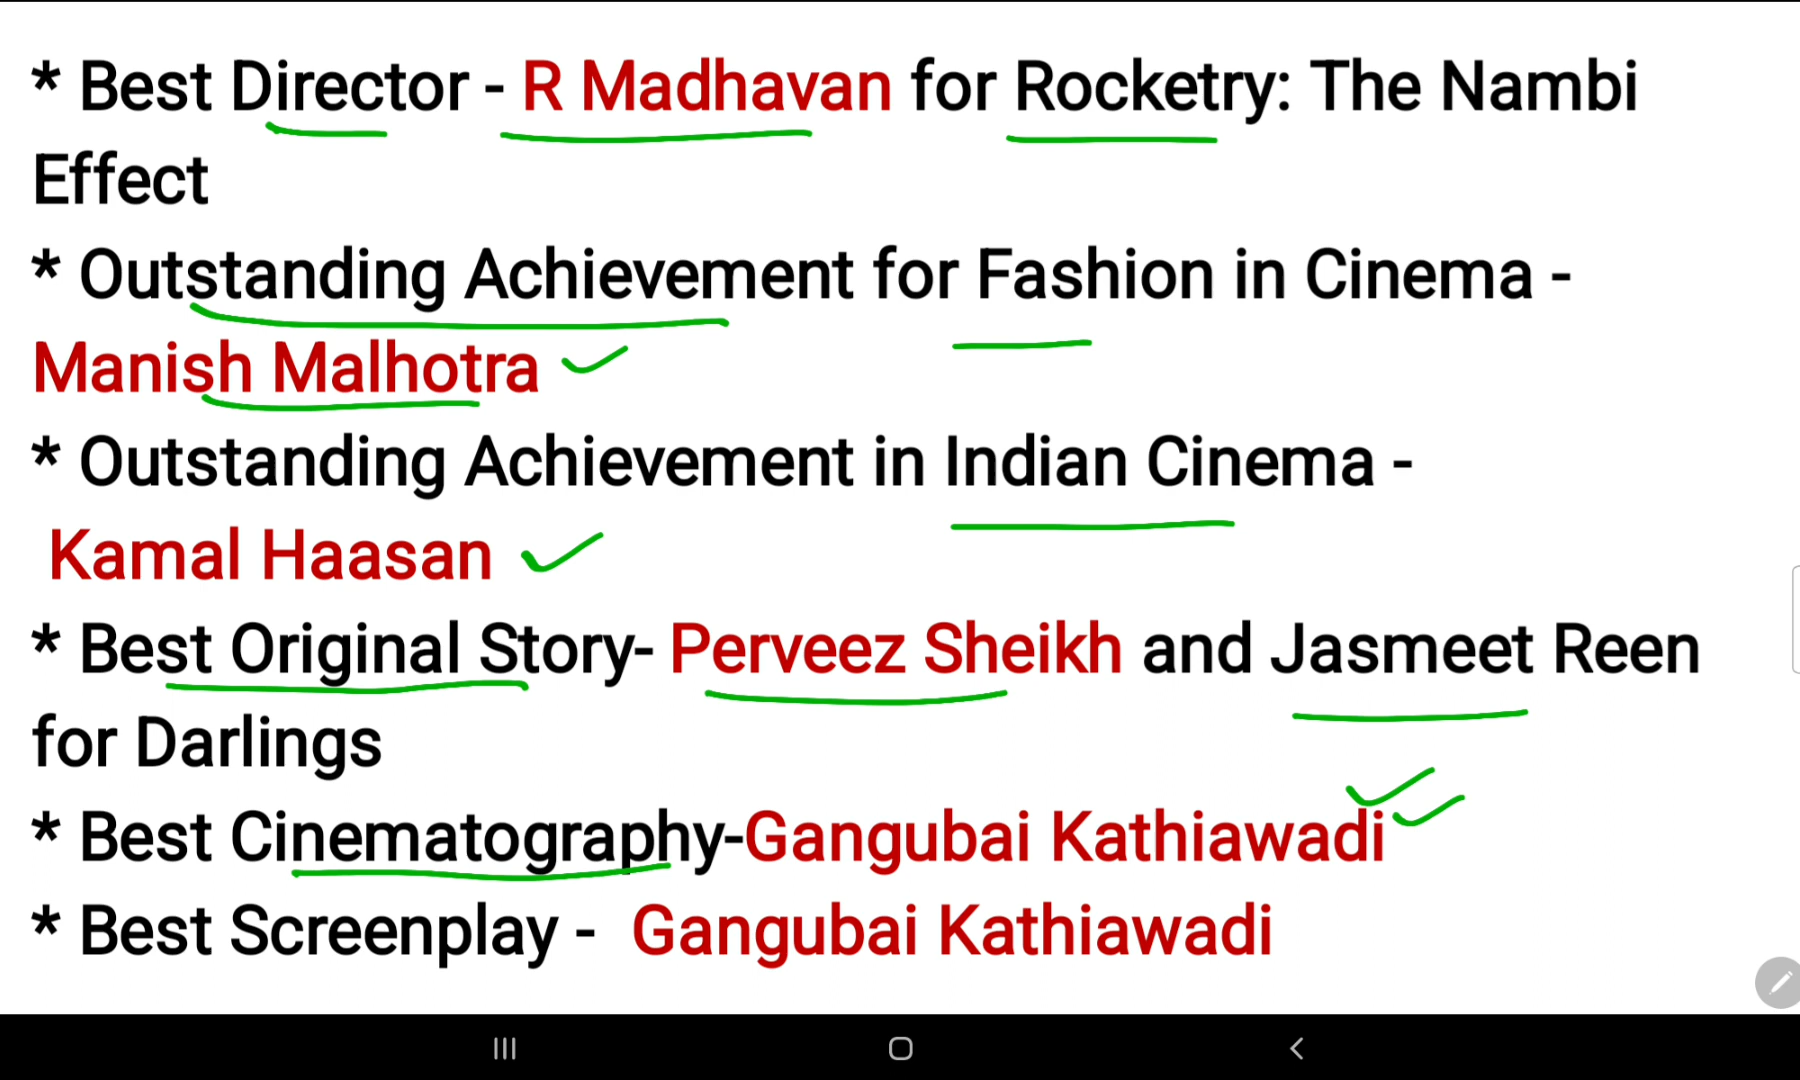 * Best Director - R Madhavan for Rocketry: The Nambi
Effect
* Outstanding Achievement for Fashion in Cinema -
Manish Malhotra
* Outstanding Achievement in Indian Cinema -
Kamal Haasan
* Best Original Story- Perveez Sheikh and Jasmeet Reen
for Darlings
* Best Cinematography-Gangubai Kathiawadi
* Best Screenplay - Gangubai Kathiawadi